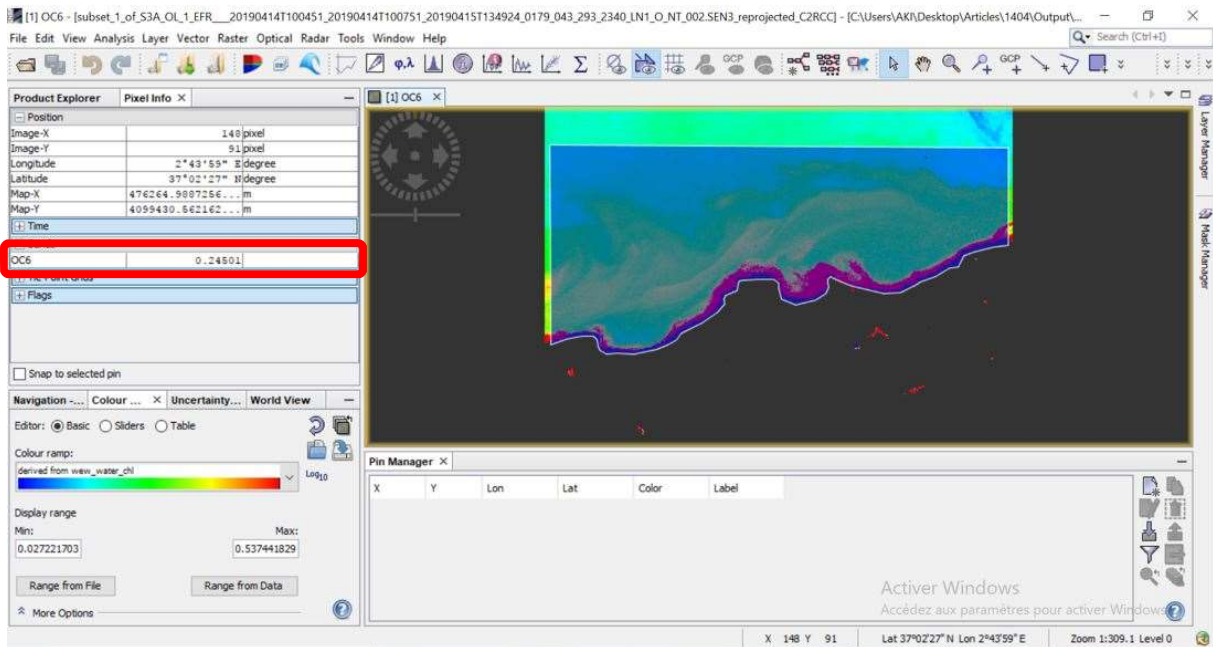 [1] OC6 - [subset_1_of_S3A_OL_1_EFR___20190414T100451_20190414T100751_20190415T134924_0179_043_293_2340_LN1_O_NT_002.SEN3_reprojected_C2RCC] - [C:\Users\AKI\Desktop\Articles\1404\Output\...
File Edit View Analysis Layer Vector Raster Optical Radar Tools Window Help
Search (Ctrl+I)
φ,λ Σ GCP GCP
Product Explorer Pixel Info ×
[1] OC6 ×
Position
Image-X 148 pixel
Image-Y 91 pixel
Longitude 2°43'59" E degree
Latitude 37°02'27" N degree
Map-X 476264.9887256... m
Map-Y 4099430.562162... m
Time
OC6 0.24501
Flags
Snap to selected pin
Layer Manager
Mask Manager
Navigation -... Colour ... × Uncertainty... World View
Editor: Basic Sliders Table
Colour ramp:
derived from wew_water_chl
Log10
Display range
Min: Max:
0.027221703 0.537441829
Range from File Range from Data
More Options
Pin Manager ×
X Y Lon Lat Color Label
Activer Windows
Accédez aux paramètres pour activer Windows
X 148 Y 91 Lat 37°02'27" N Lon 2°43'59" E Zoom 1:309.1 Level 0